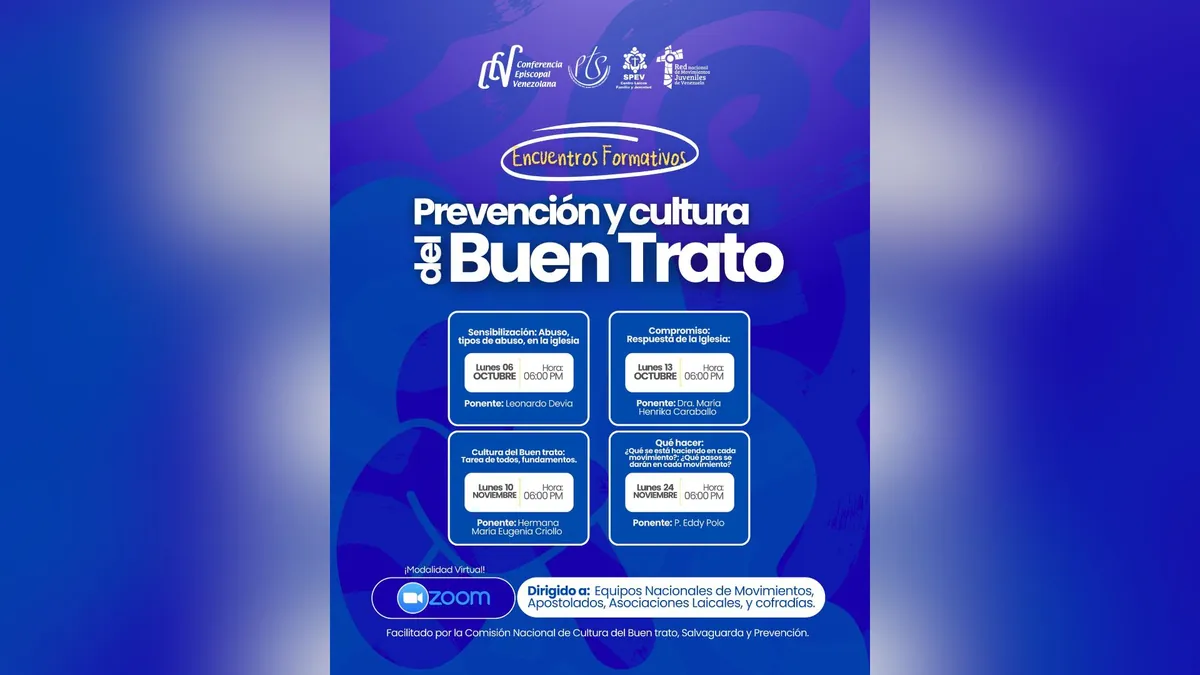 Conferencia
Episcopal
Venezolana
pts
SPEV
Centro Laicos
Familia y Juventud
Red Nacional
de Movimientos
Juveniles
de Venezuela
Encuentros Formativos
Prevención y cultura
del Buen Trato
Sensibilización: Abuso,
tipos de abuso, en la iglesia
Lunes 06
OCTUBRE
Hora:
06:00 PM
Ponente: Leonardo Devia
Compromiso:
Respuesta de la Iglesia:
Lunes 13
OCTUBRE
Hora:
06:00 PM
Ponente: Dra. María
Henrika Caraballo
Cultura del Buen trato:
Tarea de todos, fundamentos.
Lunes 10
NOVIEMBRE
Hora:
06:00 PM
Ponente: Hermana
María Eugenia Criollo
Qué hacer:
¿Qué se está haciendo en cada
movimiento?; ¿Qué pasos se
darán en cada movimiento?
Lunes 24
NOVIEMBRE
Hora:
06:00 PM
Ponente: P. Eddy Polo
¡Modalidad Virtual!
zoom
Dirigido a: Equipos Nacionales de Movimientos,
Apostolados, Asociaciones Laicales, y cofradías.
Facilitado por la Comisión Nacional de Cultura del Buen trato, Salvaguarda y Prevención.